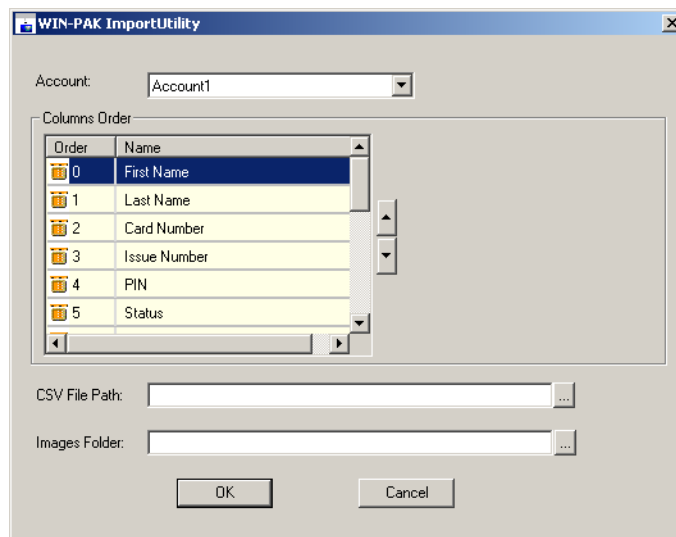 WIN-PAK ImportUtility
Account: Account1
Columns Order
Order Name
0 First Name
1 Last Name
2 Card Number
3 Issue Number
4 PIN
5 Status
CSV File Path: ...
Images Folder: ...
OK Cancel